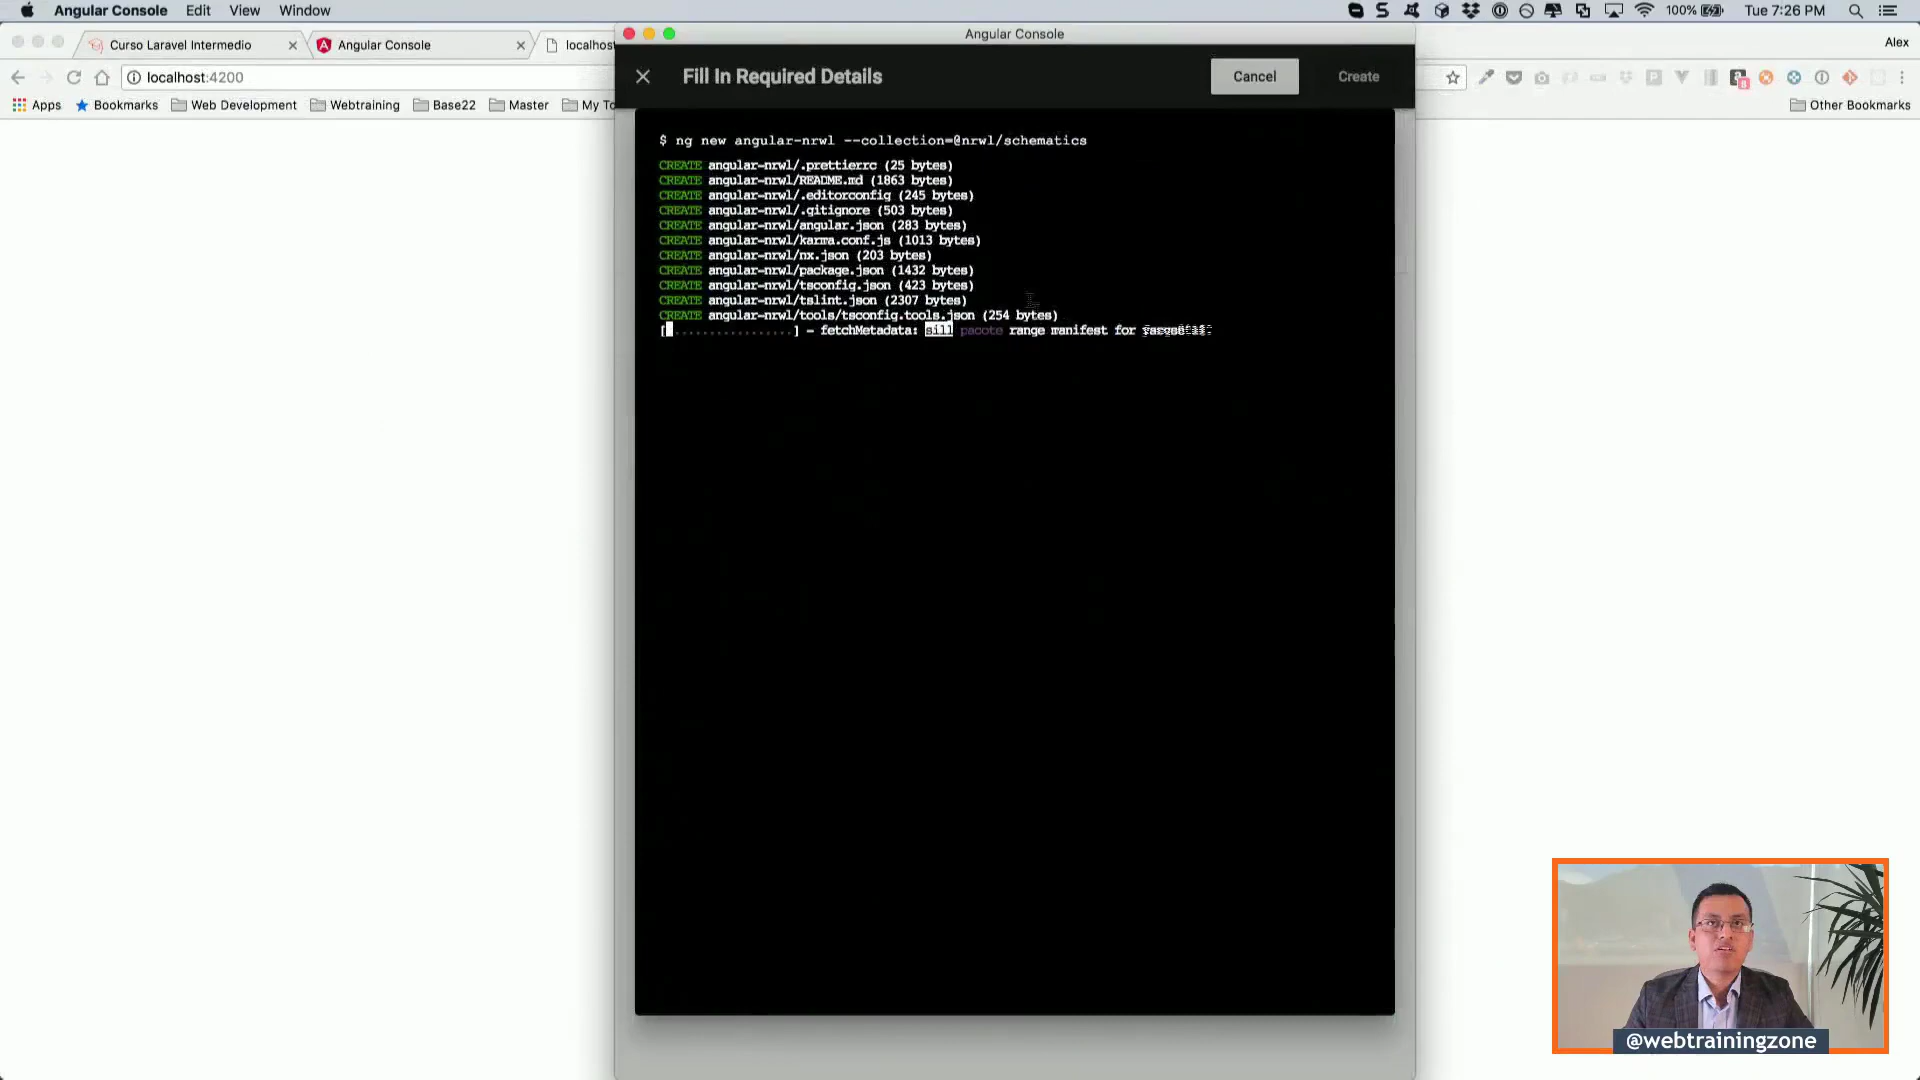 Angular Console Edit View Window
100% Tue 7:26 PM
Curso Laravel Intermedio
Angular Console
localhost
Alex
localhost:4200
Apps Bookmarks Web Development Webtraining Base22 Master My To
Other Bookmarks
Angular Console
Fill In Required Details
Cancel
Create
$ ng new angular-nrwl --collection=@nrwl/schematics
CREATE angular-nrwl/.prettierrc (25 bytes)
CREATE angular-nrwl/README.md (1863 bytes)
CREATE angular-nrwl/.editorconfig (245 bytes)
CREATE angular-nrwl/.gitignore (503 bytes)
CREATE angular-nrwl/angular.json (283 bytes)
CREATE angular-nrwl/karma.conf.js (1013 bytes)
CREATE angular-nrwl/nx.json (203 bytes)
CREATE angular-nrwl/package.json (1432 bytes)
CREATE angular-nrwl/tsconfig.json (423 bytes)
CREATE angular-nrwl/tslint.json (2307 bytes)
CREATE angular-nrwl/tools/tsconfig.tools.json (254 bytes)
[ ................. ] - fetchMetadata: sill pacote range manifest for
@webtrainingzone